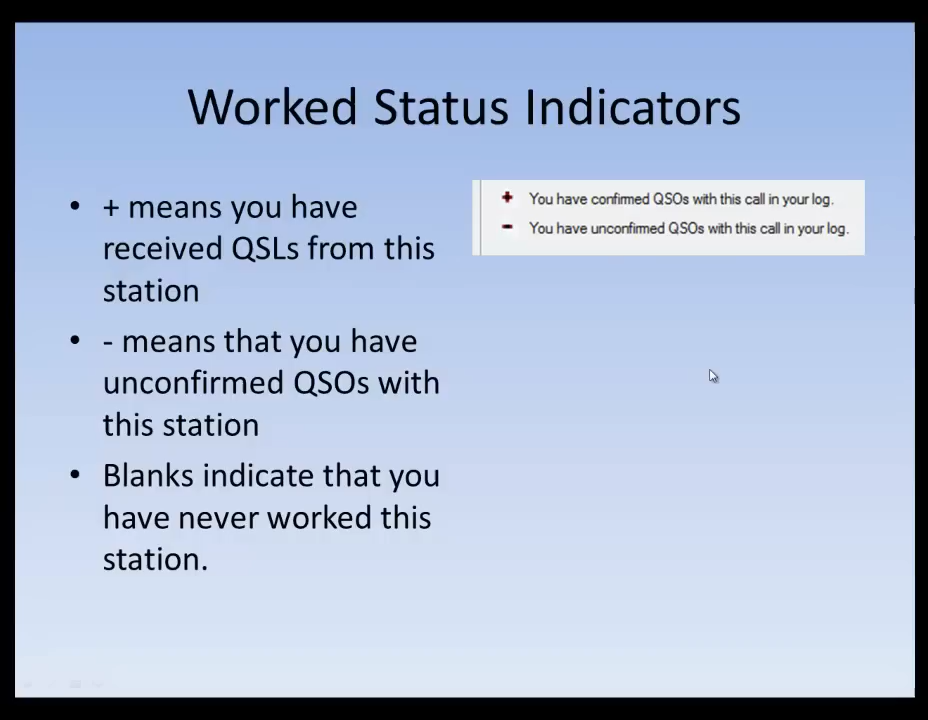 Worked Status Indicators
• + means you have
received QSLs from this
station
• - means that you have
unconfirmed QSOs with
this station
• Blanks indicate that you
have never worked this
station.
+ You have confirmed QSOs with this call in your log.
- You have unconfirmed QSOs with this call in your log.